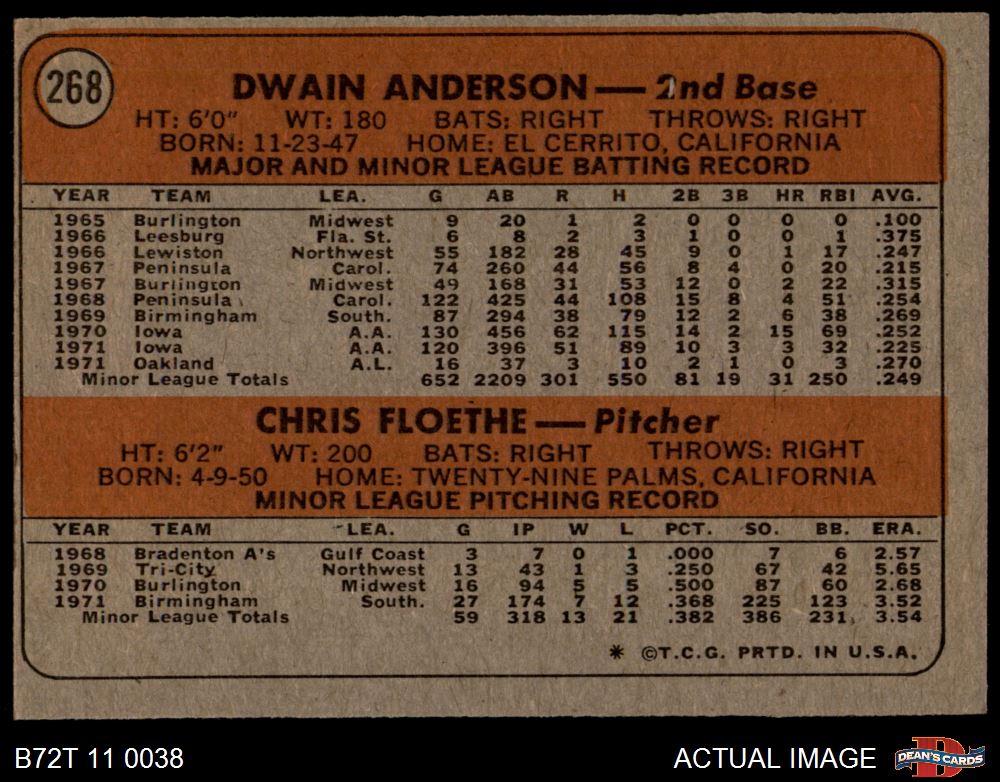 268
DWAIN ANDERSON — 2nd Base
HT: 6'0" WT: 180 BATS: RIGHT THROWS: RIGHT
BORN: 11-23-47 HOME: EL CERRITO, CALIFORNIA
MAJOR AND MINOR LEAGUE BATTING RECORD
YEAR TEAM LEA. G AB R H 2B 3B HR RBI AVG.
1965 Burlington Midwest 9 20 1 2 0 0 0 0 .100
1966 Leesburg Fla. St. 6 8 2 3 1 0 0 1 .375
1966 Lewiston Northwest 55 182 28 45 9 0 1 17 .247
1967 Peninsula Carol. 74 260 44 56 8 4 0 20 .215
1967 Burlington Midwest 49 168 31 53 12 0 2 22 .315
1968 Peninsula Carol. 122 425 44 108 15 8 4 51 .254
1969 Birmingham South. 87 294 38 79 12 2 6 38 .269
1970 Iowa A.A. 130 456 62 115 14 2 15 69 .252
1971 Iowa A.A. 120 396 51 89 10 3 3 32 .225
1971 Oakland A.L. 16 37 3 10 2 1 0 3 .270
Minor League Totals 652 2209 301 550 81 19 31 250 .249
CHRIS FLOETHE — Pitcher
HT: 6'2" WT: 200 BATS: RIGHT THROWS: RIGHT
BORN: 4-9-50 HOME: TWENTY-NINE PALMS, CALIFORNIA
MINOR LEAGUE PITCHING RECORD
YEAR TEAM LEA. G IP W L PCT. SO. BB. ERA.
1968 Bradenton A's Gulf Coast 3 7 0 1 .000 7 6 2.57
1969 Tri-City Northwest 13 43 1 3 .250 67 42 5.65
1970 Burlington Midwest 16 94 5 5 .500 87 60 2.68
1971 Birmingham South. 27 174 7 12 .368 225 123 3.52
Minor League Totals 59 318 13 21 .382 386 231 3.54
* ©T.C.G. PRTD. IN U.S.A.
B72T 11 0038 ACTUAL IMAGE D DEAN'S CARDS